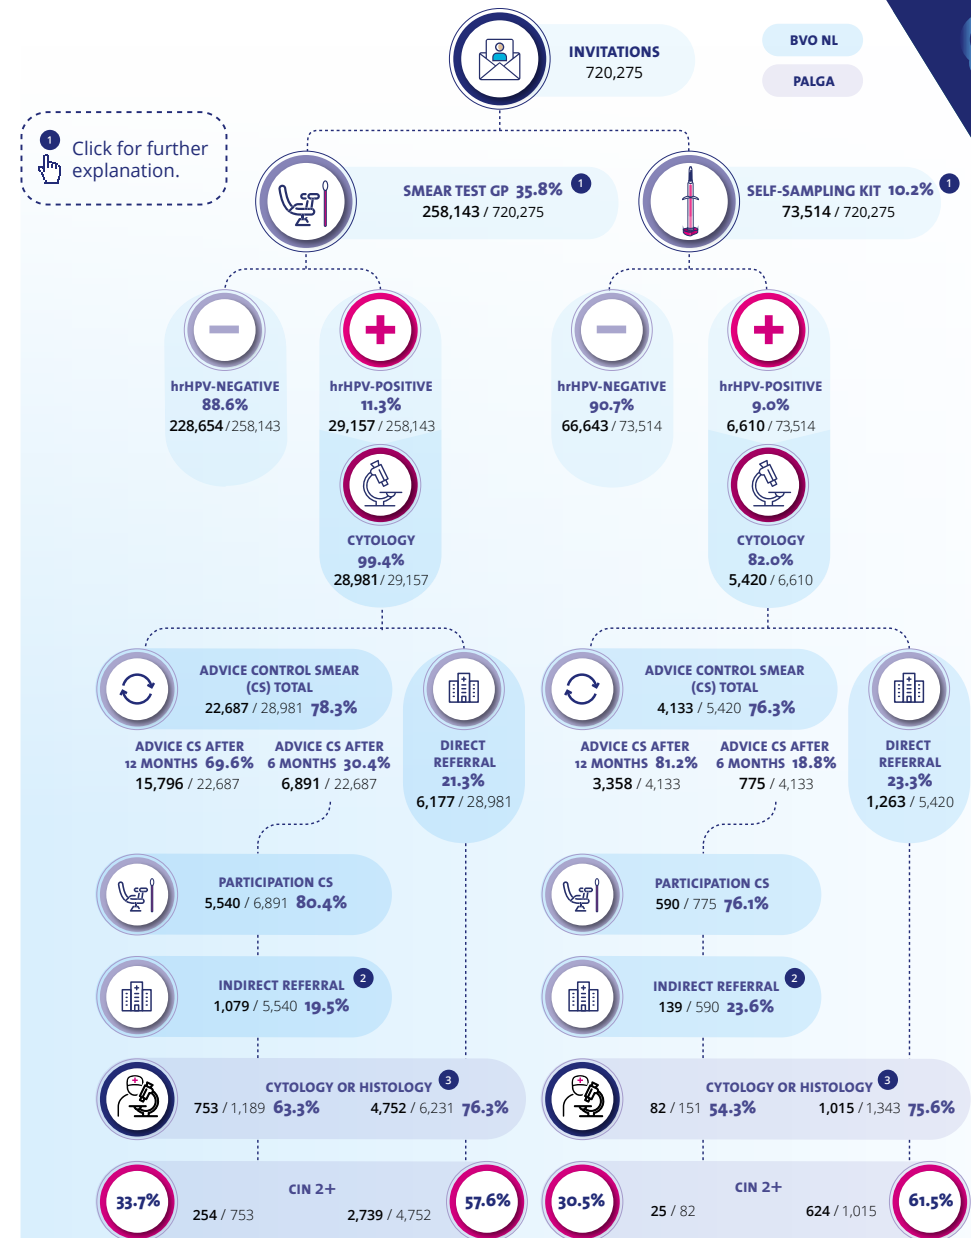 INVITATIONS
720,275
BVO NL
PALGA
1 Click for further
explanation.
SMEAR TEST GP 35.8% 1
258,143 / 720,275
SELF-SAMPLING KIT 10.2% 1
73,514 / 720,275
hrHPV-NEGATIVE
88.6%
228,654 / 258,143
hrHPV-POSITIVE
11.3%
29,157 / 258,143
hrHPV-NEGATIVE
90.7%
66,643 / 73,514
hrHPV-POSITIVE
9.0%
6,610 / 73,514
CYTOLOGY
99.4%
28,981 / 29,157
CYTOLOGY
82.0%
5,420 / 6,610
ADVICE CONTROL SMEAR
(CS) TOTAL
22,687 / 28,981 78.3%
ADVICE CS AFTER
12 MONTHS 69.6%
15,796 / 22,687
ADVICE CS AFTER
6 MONTHS 30.4%
6,891 / 22,687
DIRECT
REFERRAL
21.3%
6,177 / 28,981
ADVICE CONTROL SMEAR
(CS) TOTAL
4,133 / 5,420 76.3%
ADVICE CS AFTER
12 MONTHS 81.2%
3,358 / 4,133
ADVICE CS AFTER
6 MONTHS 18.8%
775 / 4,133
DIRECT
REFERRAL
23.3%
1,263 / 5,420
PARTICIPATION CS
5,540 / 6,891 80.4%
PARTICIPATION CS
590 / 775 76.1%
INDIRECT REFERRAL 2
1,079 / 5,540 19.5%
INDIRECT REFERRAL 2
139 / 590 23.6%
CYTOLOGY OR HISTOLOGY 3
753 / 1,189 63.3% 4,752 / 6,231 76.3%
CYTOLOGY OR HISTOLOGY 3
82 / 151 54.3% 1,015 / 1,343 75.6%
CIN 2+
33.7% 254 / 753 2,739 / 4,752 57.6%
CIN 2+
30.5% 25 / 82 624 / 1,015 61.5%